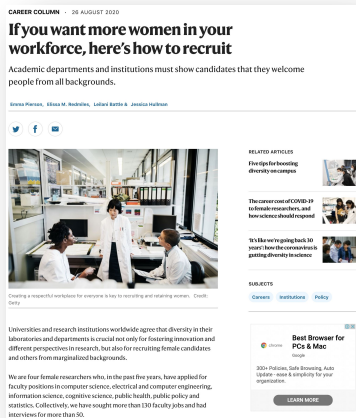 CAREER COLUMN · 26 AUGUST 2020
If you want more women in your
workforce, here's how to recruit
Academic departments and institutions must show candidates that they welcome
people from all backgrounds.
Emma Pierson, Elissa M. Redmiles, Leilani Battle & Jessica Hullman
Creating a respectful workplace for everyone is key to recruiting and retaining women. Credit:
Getty
Universities and research institutions worldwide agree that diversity in their
laboratories and departments is crucial not only for fostering innovation and
different perspectives in research, but also for recruiting female candidates
and others from marginalized backgrounds.
We are four female researchers who, in the past five years, have applied for
faculty positions in computer science, electrical and computer engineering,
information science, cognitive science, public health, public policy and
statistics. Collectively, we have sought more than 130 faculty jobs and had
interviews for more than 50.
RELATED ARTICLES
Five tips for boosting
diversity on campus
The career cost of COVID-19
to female researchers, and
how science should respond
'It's like we're going back 30
years': how the coronavirus is
gutting diversity in science
SUBJECTS
Careers Institutions Policy
chrome
Best Browser for
PCs & Mac
Google
300+ Policies, Safe Browsing, Auto
Update - ease & simplicity for your
organization.
LEARN MORE